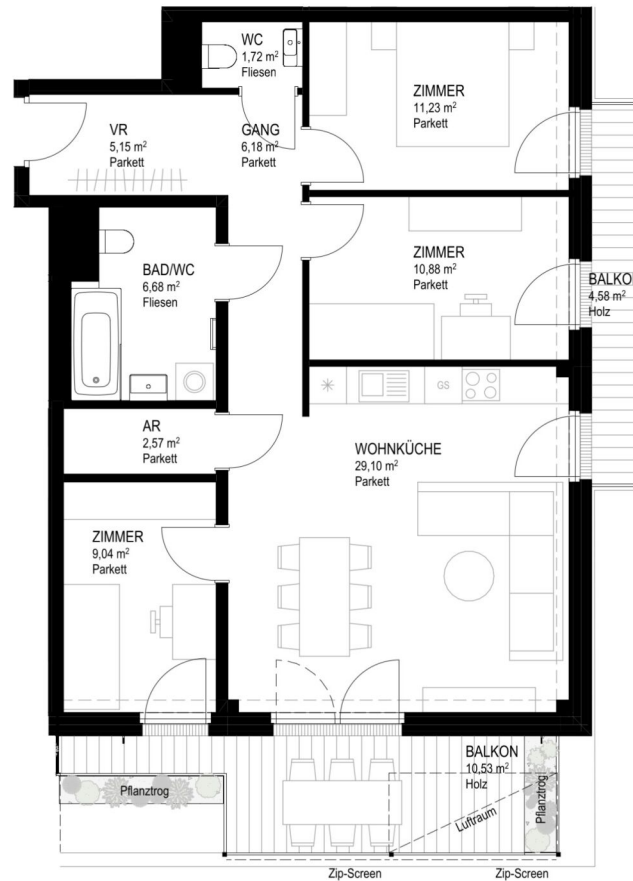 WC
1,72 m²
Fliesen
ZIMMER
11,23 m²
Parkett
VR
5,15 m²
Parkett
GANG
6,18 m²
Parkett
ZIMMER
10,88 m²
Parkett
BALKON
4,58 m²
Holz
BAD/WC
6,68 m²
Fliesen
GS
AR
2,57 m²
Parkett
WOHNKÜCHE
29,10 m²
Parkett
ZIMMER
9,04 m²
Parkett
BALKON
10,53 m²
Holz
Pflanztrog
Luftraum
Pflanztrog
Zip-Screen
Zip-Screen